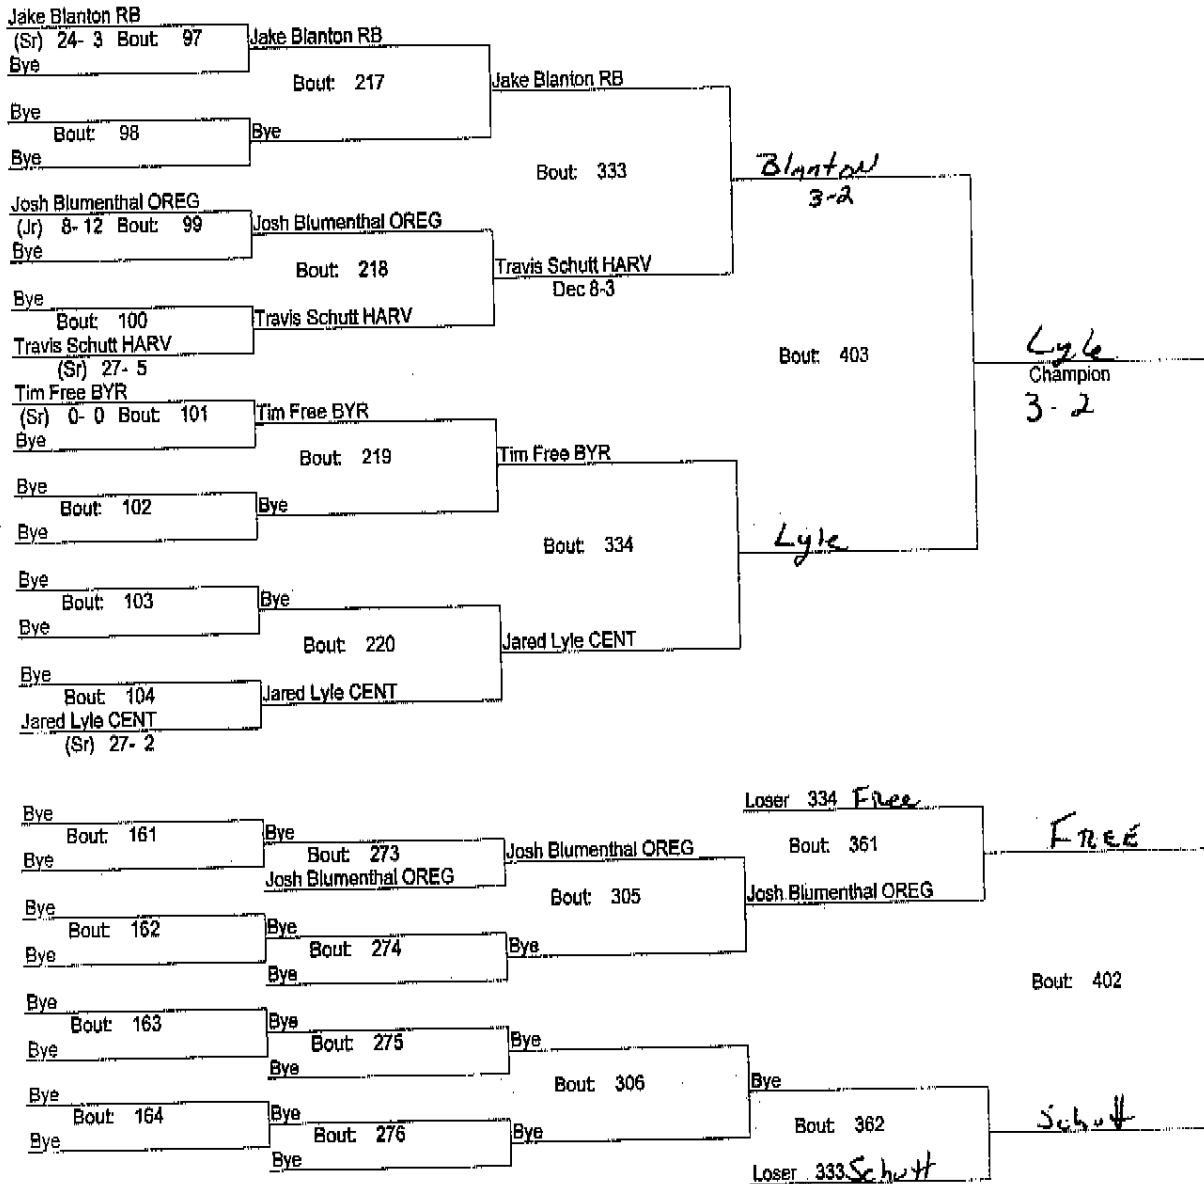 Jake Blanton RB
(Sr) 24- 3 Bout: 97
Bye
Jake Blanton RB
Bout: 217
Jake Blanton RB
Bye
Bout: 98
Bye
Bye
Bout: 333
Blanton
3-2
Josh Blumenthal OREG
(Jr) 8- 12 Bout: 99
Bye
Josh Blumenthal OREG
Bout: 218
Travis Schutt HARV
Dec 8-3
Bye
Bout: 100
Travis Schutt HARV
(Sr) 27- 5
Travis Schutt HARV
Bout: 403
Lyle
Champion
3-2
Tim Free BYR
(Sr) 0- 0 Bout: 101
Bye
Tim Free BYR
Bout: 219
Tim Free BYR
Bye
Bout: 102
Bye
Bye
Bout: 334
Lyle
Bye
Bout: 103
Bye
Bye
Bout: 220
Jared Lyle CENT
Bye
Bout: 104
Jared Lyle CENT
(Sr) 27- 2
Jared Lyle CENT
Bye
Bout: 161
Bye
Bye
Bout: 273
Josh Blumenthal OREG
Josh Blumenthal OREG
Loser 334 Free
Bout: 361
Josh Blumenthal OREG
FREE
Bout: 305
Bye
Bout: 162
Bye
Bye
Bout: 274
Bye
Bye
Bout: 402
Bye
Bout: 163
Bye
Bye
Bout: 275
Bye
Bye
Bout: 306
Bye
Bout: 362
Loser 333 Schutt
Schutt
Bye
Bout: 164
Bye
Bye
Bout: 276
Bye
Bye